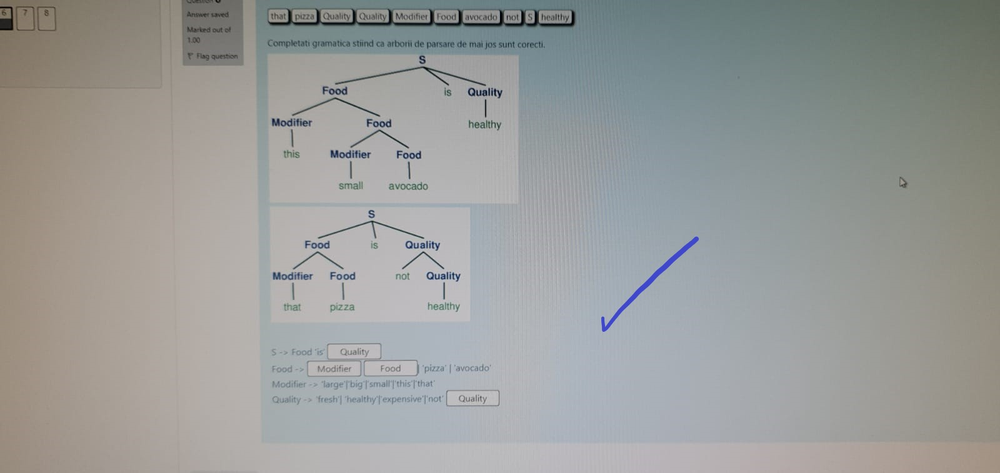 6 7 8
Answer saved
Marked out of
1.00
Flag question
that pizza Quality Quality Modifier Food avocado not S healthy
Completati gramatica stiind ca arborii de parsare de mai jos sunt corecti.
S
Food is Quality
Modifier Food healthy
this Modifier Food
small avocado
S
Food is Quality
Modifier Food not Quality
that pizza healthy
S -> Food 'is' Quality
Food -> Modifier Food | 'pizza' | 'avocado'
Modifier -> 'large'|'big'|'small'|'this'|'that'
Quality -> 'fresh'| 'healthy'|'expensive'|'not' Quality